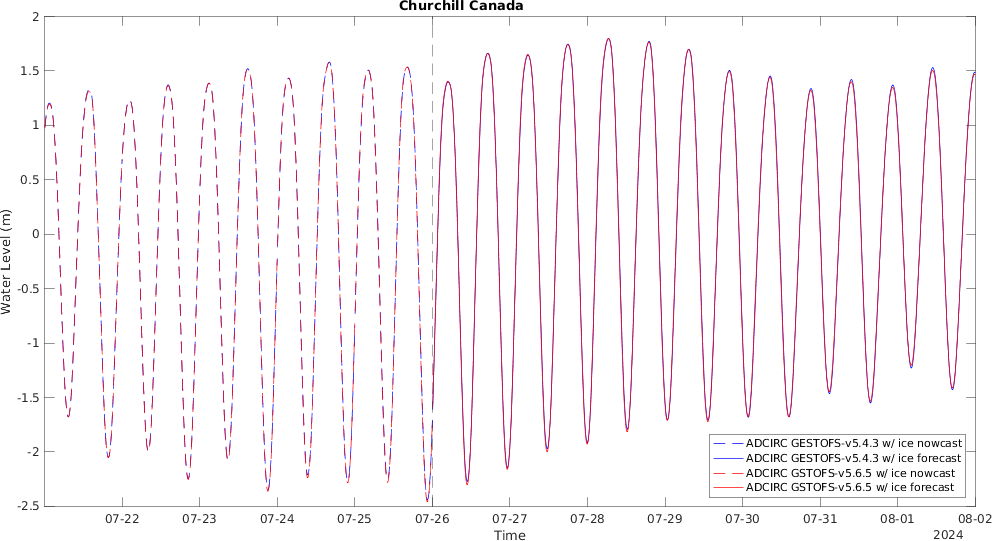 Churchill Canada
2
1.5
1
0.5
0
-0.5
-1
-1.5
-2
-2.5
Water Level (m)
ADCIRC GESTOFS-v5.4.3 w/ ice nowcast
ADCIRC GESTOFS-v5.4.3 w/ ice forecast
ADCIRC GSTOFS-v5.6.5 w/ ice nowcast
ADCIRC GSTOFS-v5.6.5 w/ ice forecast
07-22 07-23 07-24 07-25 07-26 07-27 07-28 07-29 07-30 07-31 08-01 08-02
Time
2024